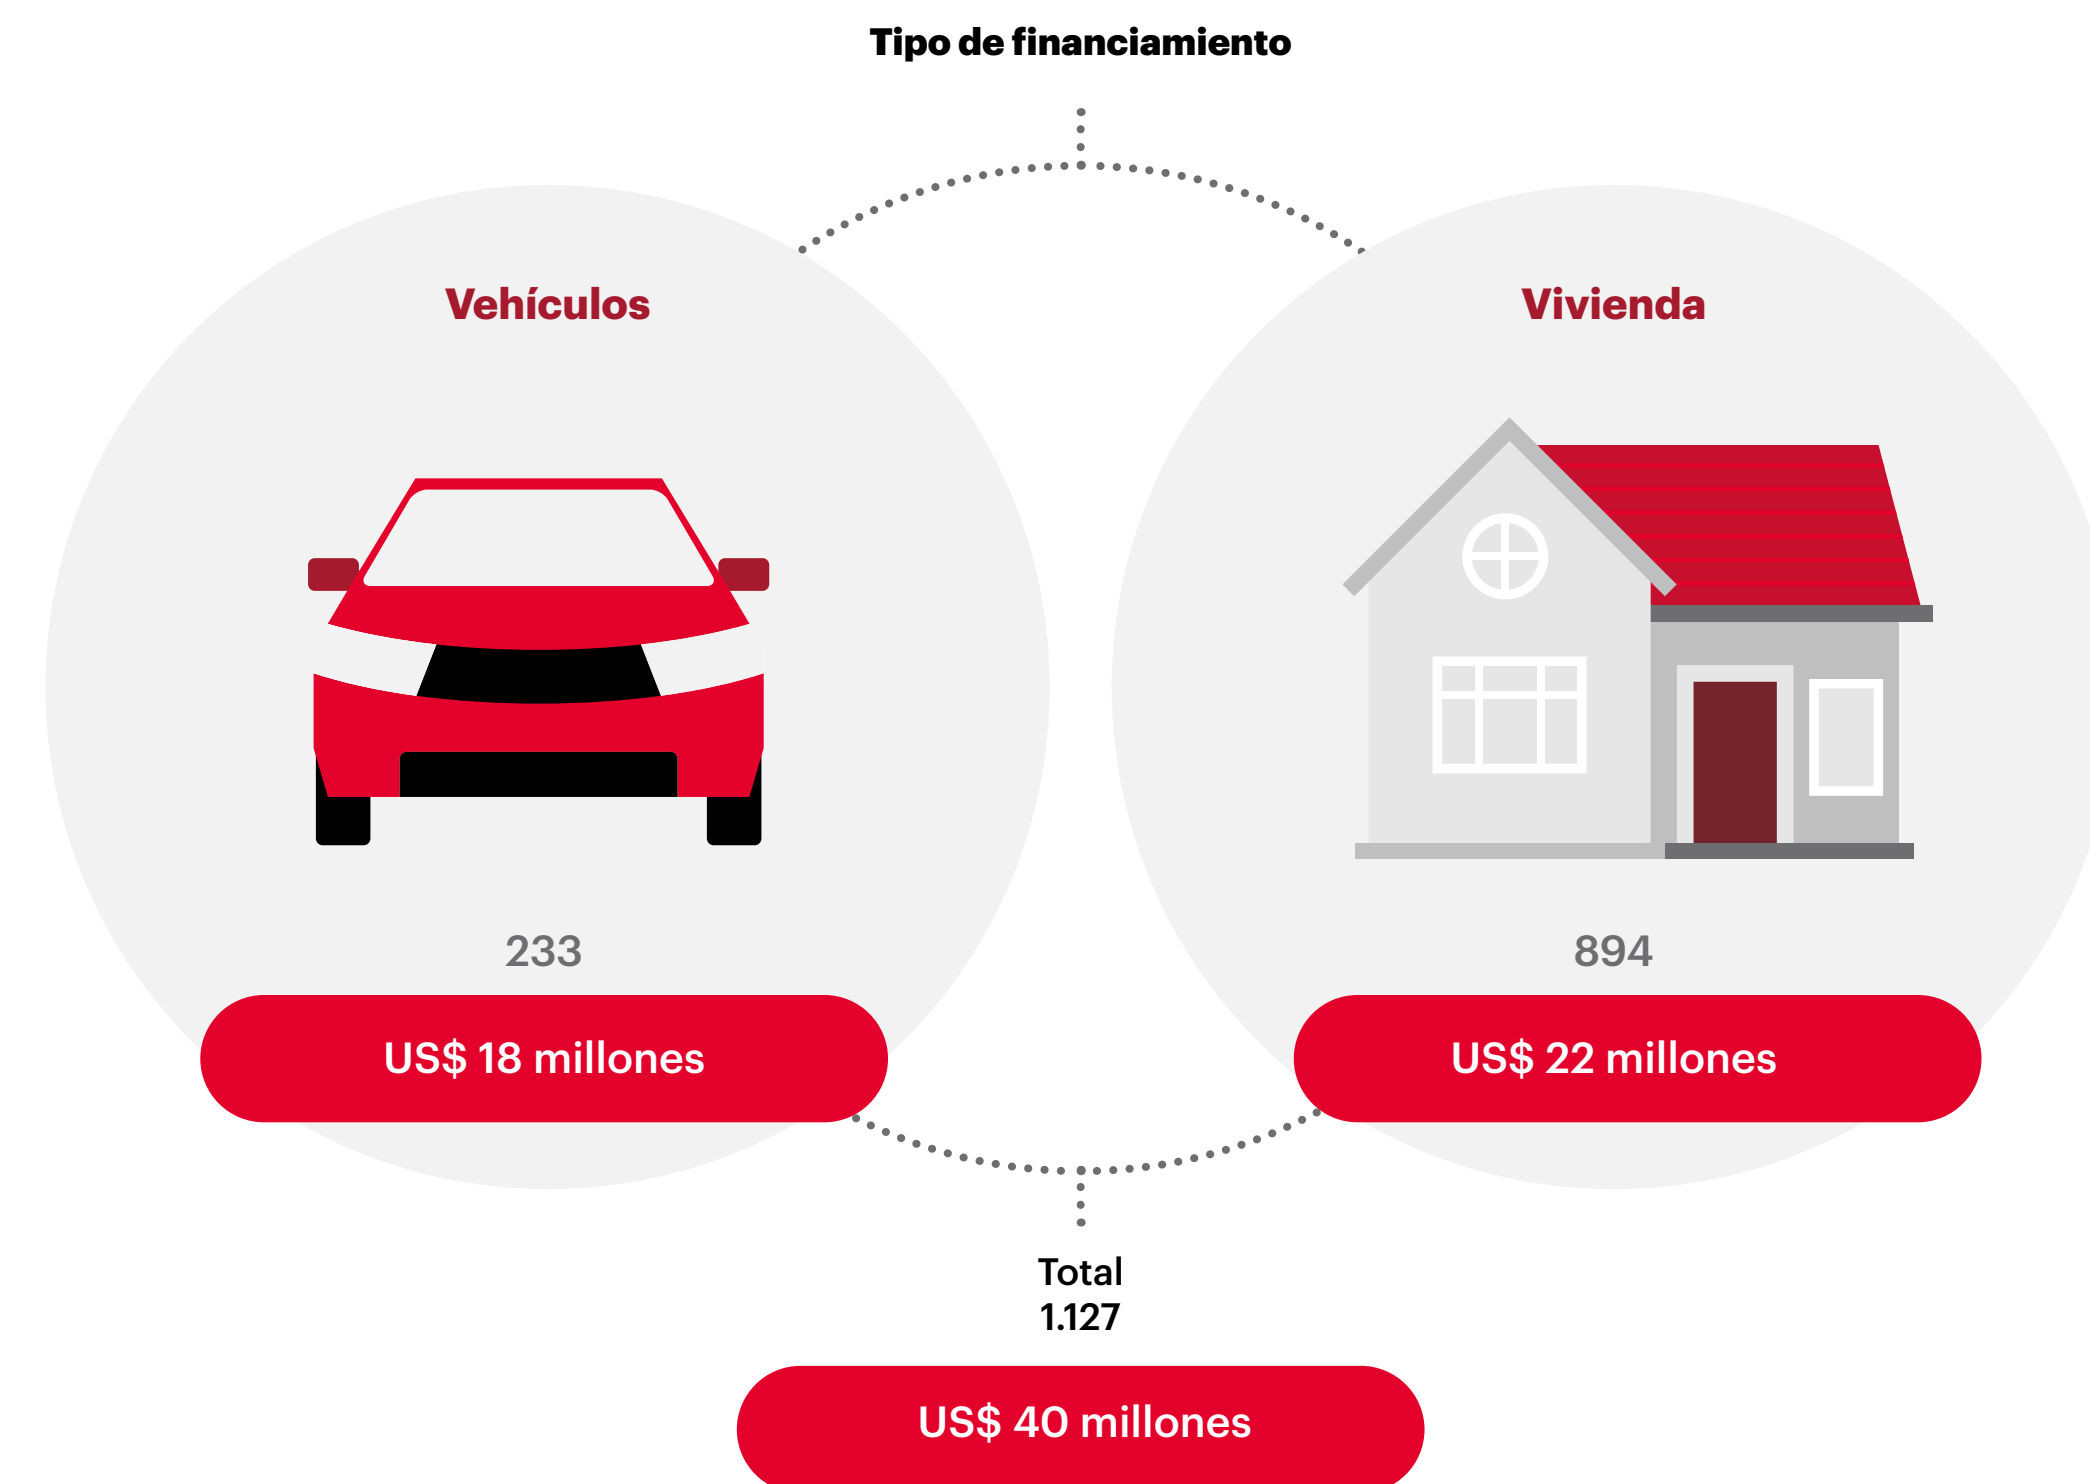 Tipo de financiamiento
Vehículos
233
US$ 18 millones
Vivienda
894
US$ 22 millones
Total
1.127
US$ 40 millones